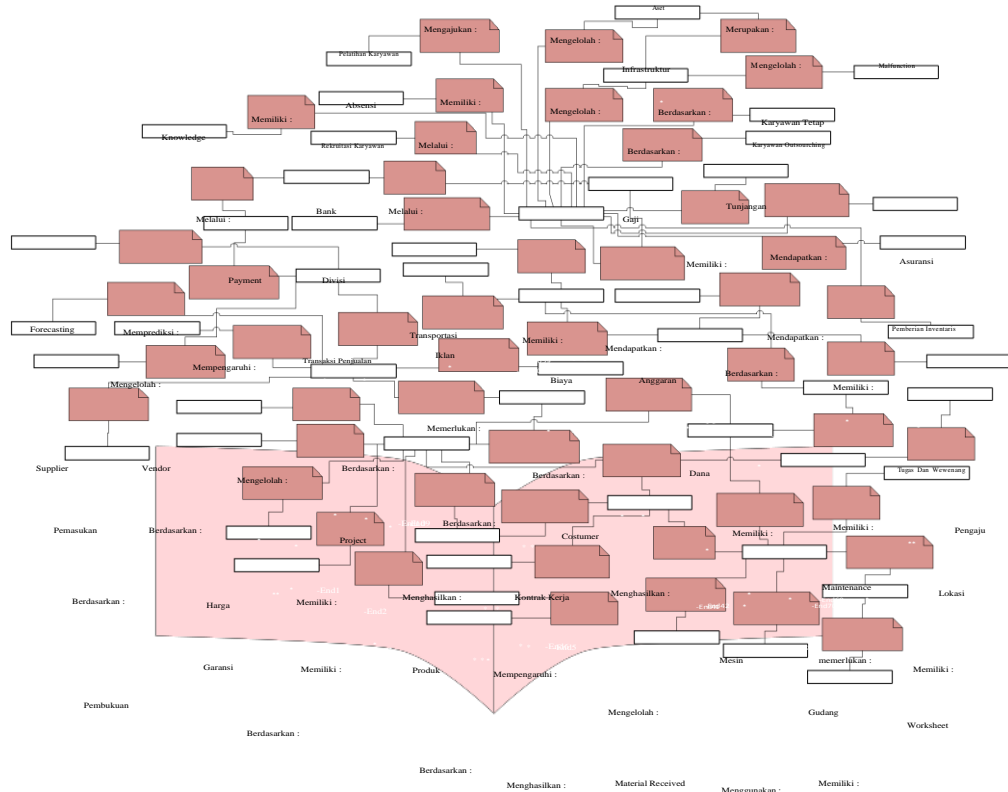 Aset
Mengajukan :
Mengelolah :
Merupakan :
Pelatihan Karyawan
Infrastruktur
Mengelolah :
Malfunction
Absensi
Memiliki :
Mengelolah :
Berdasarkan :
Memiliki :
Karyawan Tetap
Knowledge
Rekruitasi Karyawan
Melalui :
Berdasarkan :
Karyawan Outsourching
Melalui :
Bank
Melalui :
Gaji
Tunjangan
Memiliki :
Mendapatkan :
Asuransi
Payment
Divisi
Forecasting
Memprediksi :
Transportasi
Memiliki :
Mendapatkan :
Mendapatkan :
Pemberian Inventaris
Mempengaruhi :
Transaksi Penjualan
Iklan
Mengelolah :
Biaya
Anggaran
Berdasarkan :
Memiliki :
Memerlukan :
Supplier
Vendor
Berdasarkan :
Berdasarkan :
Dana
Tugas Dan Wewenang
Mengelolah :
Pemasukan
Berdasarkan :
Project
Berdasarkan :
Costumer
Memiliki :
Memiliki :
Pengaju
Berdasarkan :
Harga
Memiliki :
-End1
-End2
Menghasilkan :
Kontrak Kerja
Menghasilkan :
Maintenance
Lokasi
Garansi
Memiliki :
Produk
Mempengaruhi :
Mesin
memerlukan :
Memiliki :
Pembukuan
Mengelolah :
Gudang
Worksheet
Berdasarkan :
Berdasarkan :
Menghasilkan :
Material Received
Menggunakan :
Memiliki :